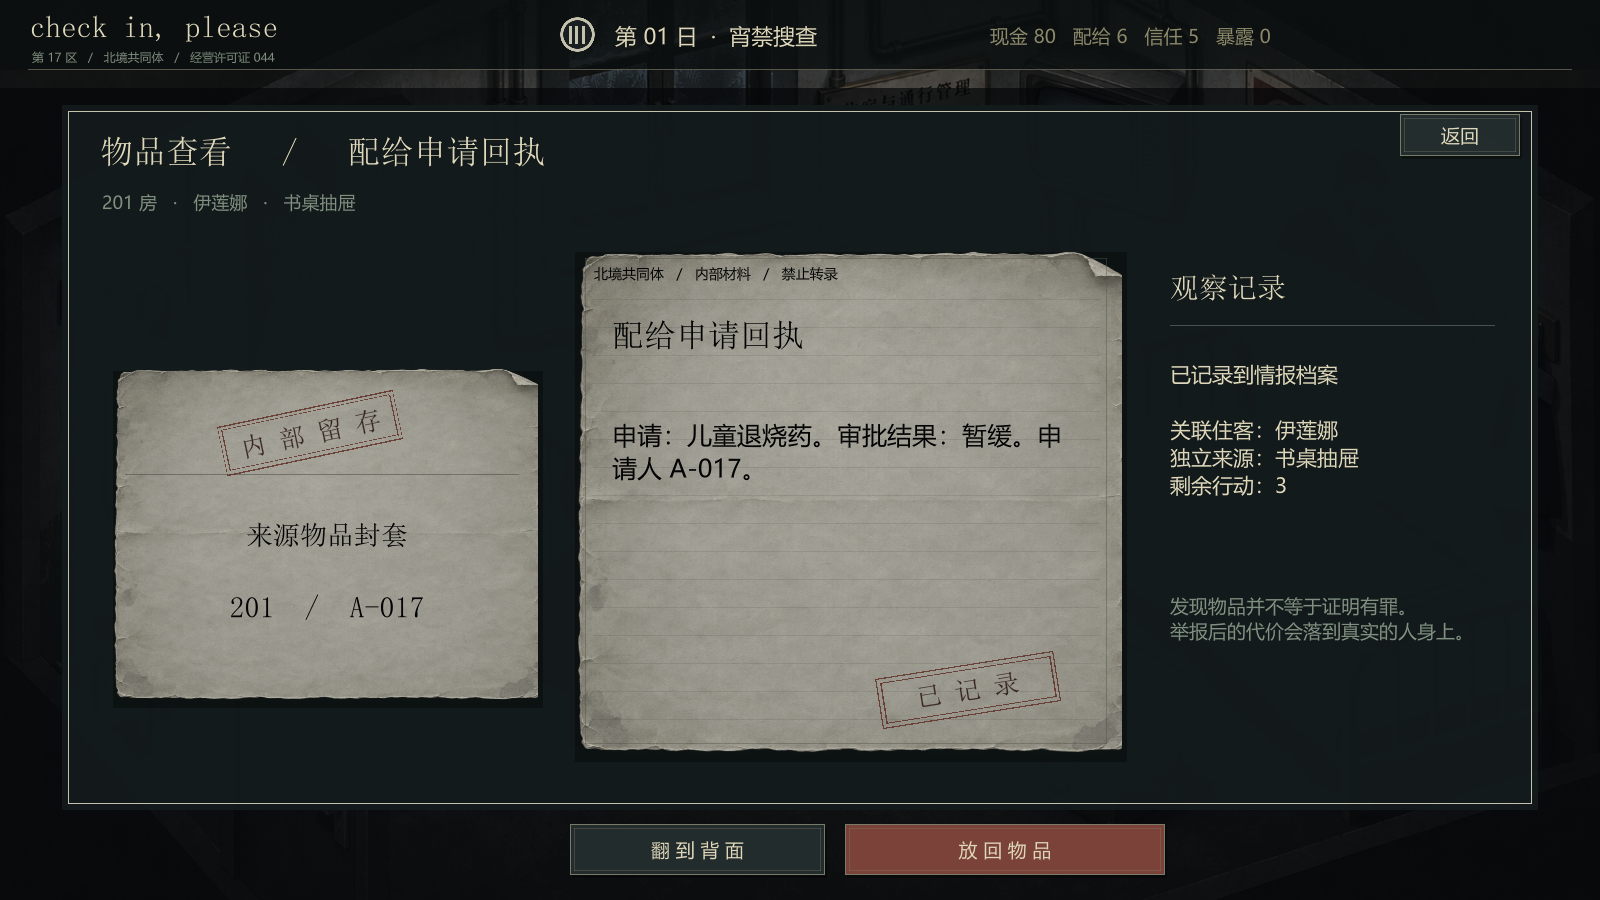 check in, please
第 17 区 / 北境共同体 / 经营许可证 044
第 01 日 · 宵禁搜查
现金 80 配给 6 信任 5 暴露 0
与通行管理
物品查看 / 配给申请回执
返回
201 房 · 伊莲娜 · 书桌抽屉
内部留存
来源物品封套
201 / A-017
北境共同体 / 内部材料 / 禁止转录
配给申请回执
申请：儿童退烧药。审批结果：暂缓。申
请人 A-017。
已记录
观察记录
已记录到情报档案
关联住客：伊莲娜
独立来源：书桌抽屉
剩余行动：3
发现物品并不等于证明有罪。
举报后的代价会落到真实的人身上。
翻到背面
放回物品